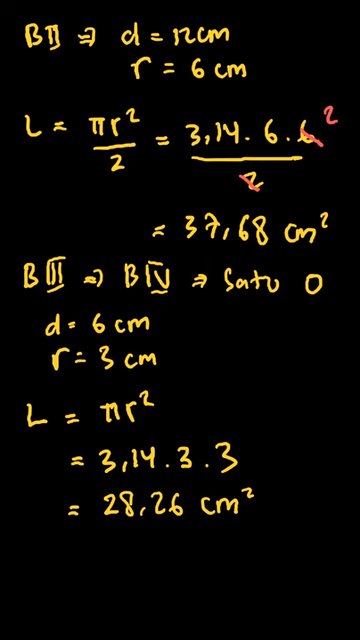 B II ⇒ d = 12 cm
r = 6 cm
L = πr²/2 = 3,14 . 6 . 6/2 2
= 37,68 cm²
B III ⇒ B IV ⇒ Satu O
d = 6 cm
r = 3 cm
L = πr²
= 3,14 . 3 . 3
= 28,26 cm²